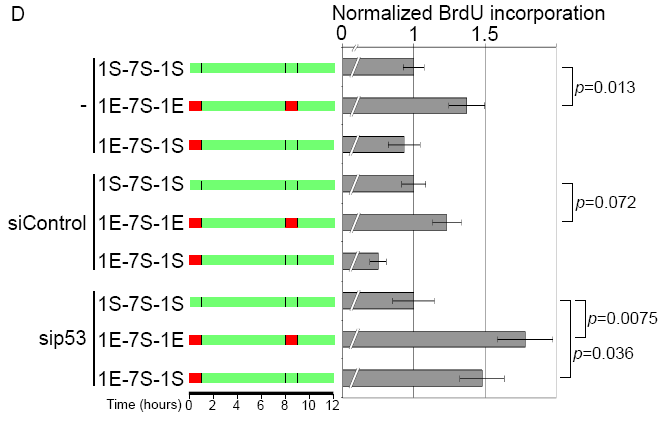 D
Normalized BrdU incorporation
0 1 1.5
1S-7S-1S
- 1E-7S-1E
1E-7S-1S
p=0.013
1S-7S-1S
siControl 1E-7S-1E
1E-7S-1S
p=0.072
1S-7S-1S
sip53 1E-7S-1E
1E-7S-1S
p=0.0075
p=0.036
Time (hours) 0 2 4 6 8 10 12